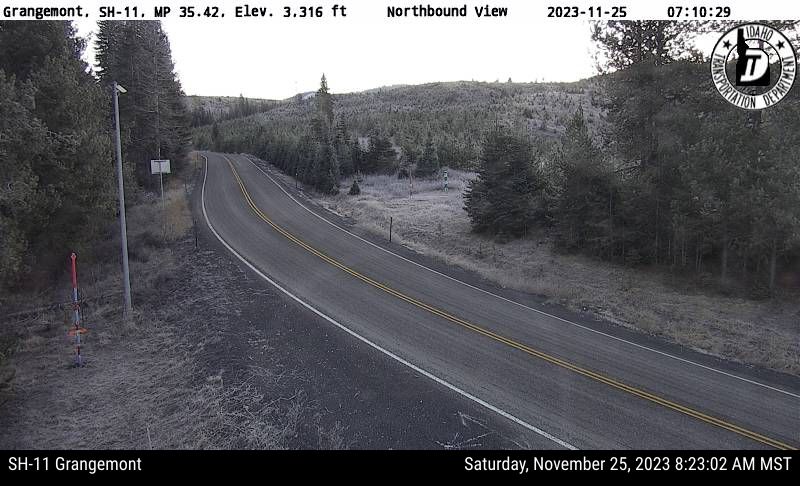 Grangemont, SH-11, MP 35.42, Elev. 3,316 ft Northbound View 2023-11-25 07:10:29
IDAHO
TRANSPORTATION DEPARTMENT
SH-11 Grangemont Saturday, November 25, 2023 8:23:02 AM MST